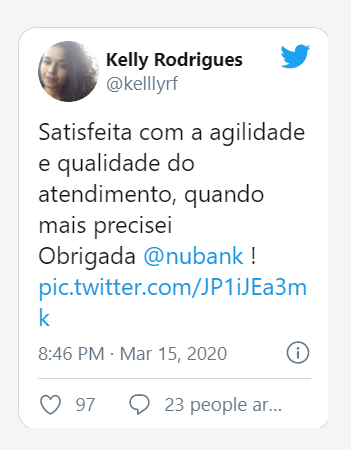 Kelly Rodrigues
@kelllyrf
Satisfeita com a agilidade
e qualidade do
atendimento, quando
mais precisei
Obrigada @nubank !
pic.twitter.com/JP1iJEa3m
k
8:46 PM · Mar 15, 2020
97 23 people ar...